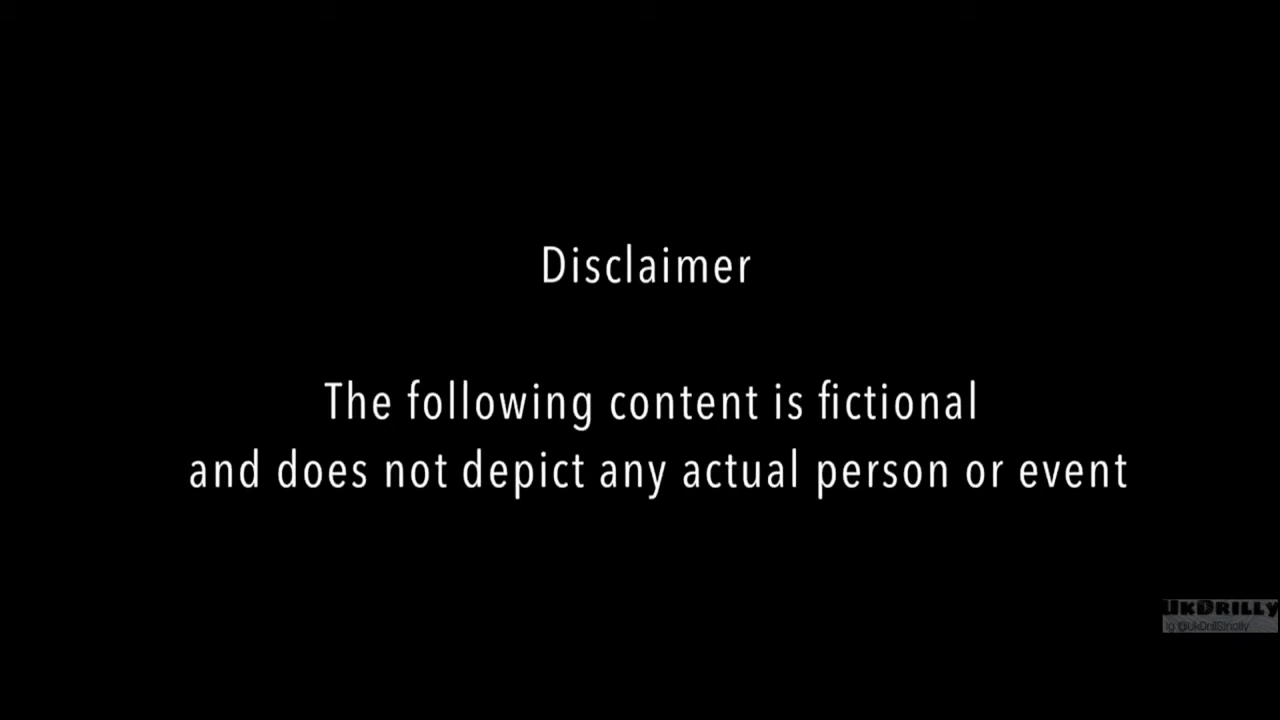 Disclaimer
The following content is fictional
and does not depict any actual person or event
UKDRILLY